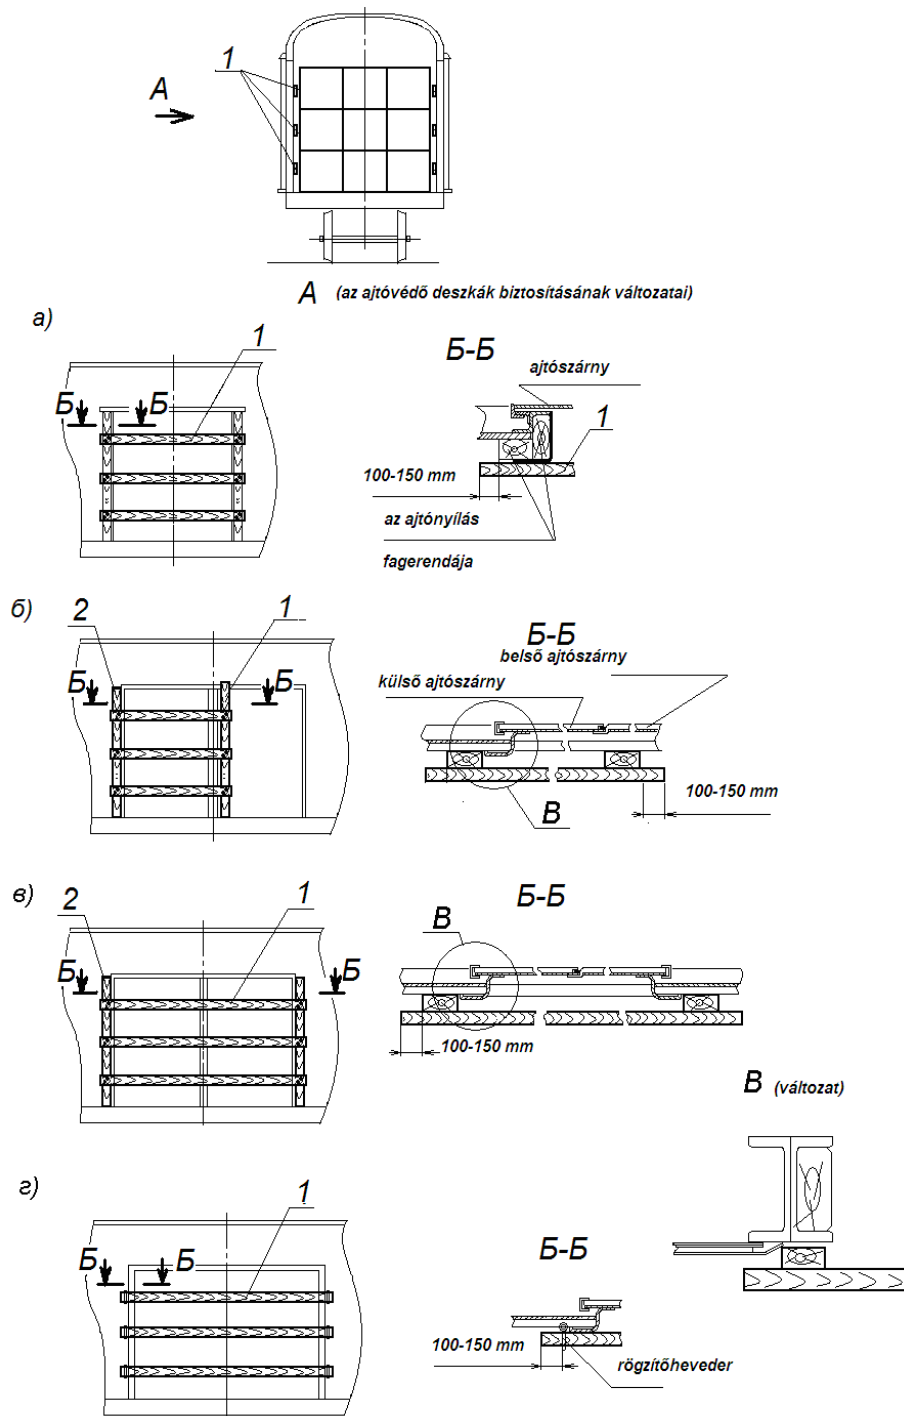 1
А
А (az ajtóvédő deszkák biztosításának változatai)
а)
1
Б Б
Б-Б
ajtószárny
1
100-150 mm
az ajtónyílás
fagerendája
б)
2 1
Б Б
Б-Б
belső ajtószárny
külső ajtószárny
В
100-150 mm
в)
2 1
Б Б
Б-Б
В
100-150 mm
В (változat)
г)
1
Б Б
Б-Б
100-150 mm
rögzítőheveder